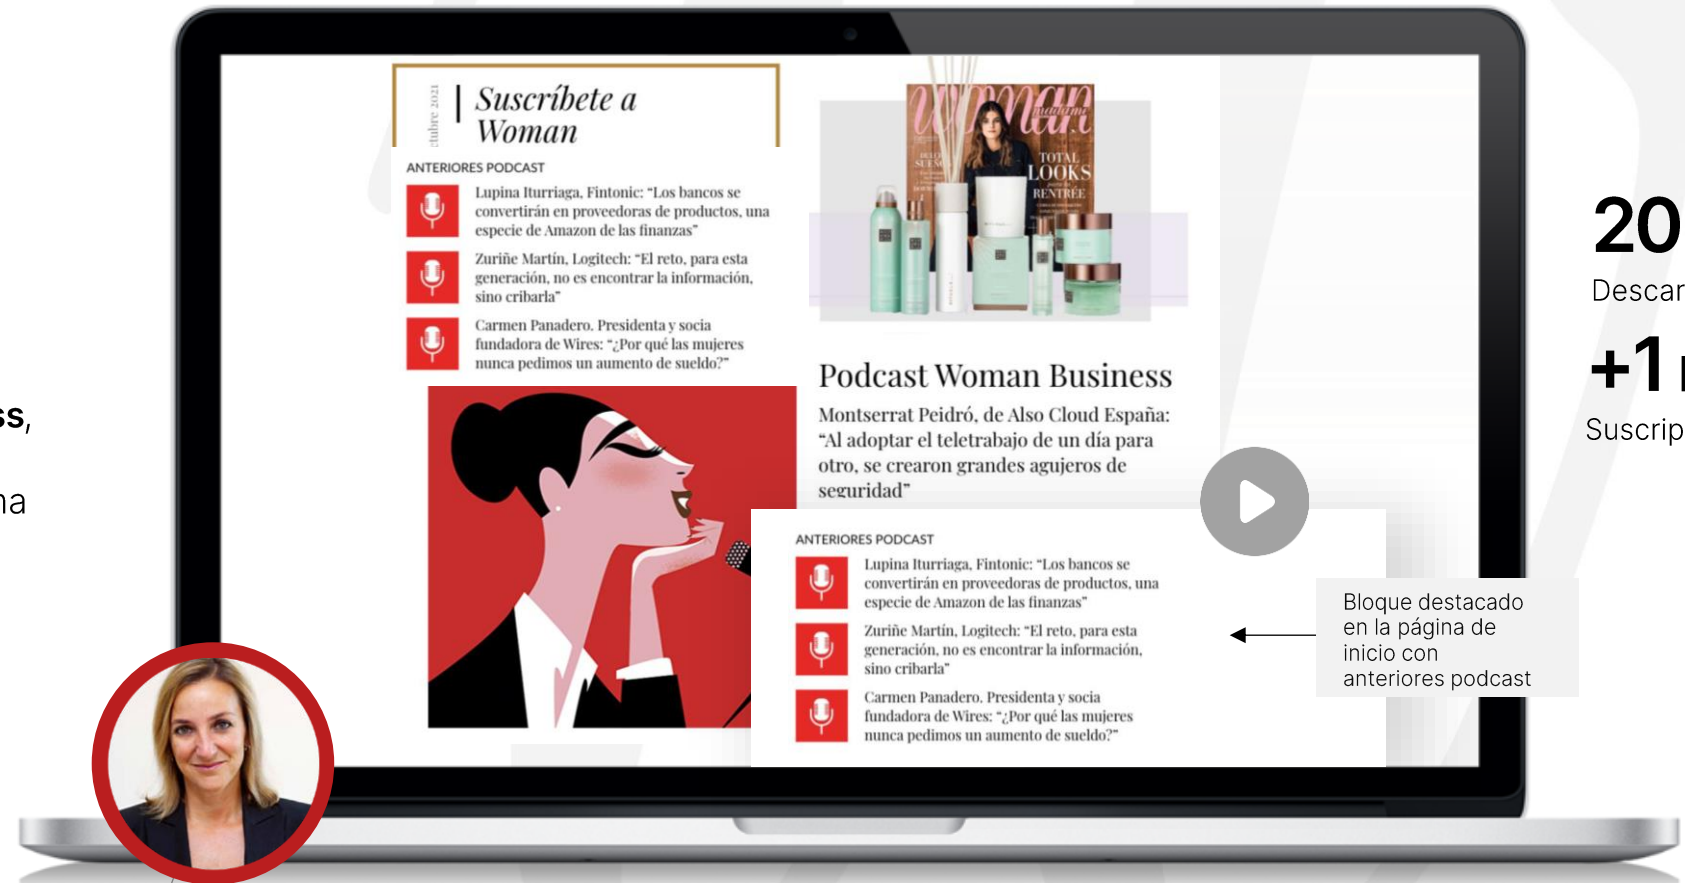 ss,
na
ctubre 2021
Suscríbete a
Woman
ANTERIORES PODCAST
Lupina Iturriaga, Fintonic: “Los bancos se
convertirán en proveedoras de productos, una
especie de Amazon de las finanzas”
Zuriñe Martín, Logitech: “El reto, para esta
generación, no es encontrar la información,
sino cribarla”
Carmen Panadero. Presidenta y socia
fundadora de Wires: “¿Por qué las mujeres
nunca pedimos un aumento de sueldo?”
woman
madame
TOTAL
LOOKS
RENTRÉE
Podcast Woman Business
Montserrat Peidró, de Also Cloud España:
“Al adoptar el teletrabajo de un día para
otro, se crearon grandes agujeros de
seguridad”
ANTERIORES PODCAST
Lupina Iturriaga, Fintonic: “Los bancos se
convertirán en proveedoras de productos, una
especie de Amazon de las finanzas”
Zuriñe Martín, Logitech: “El reto, para esta
generación, no es encontrar la información,
sino cribarla”
Carmen Panadero. Presidenta y socia
fundadora de Wires: “¿Por qué las mujeres
nunca pedimos un aumento de sueldo?”
Bloque destacado
en la página de
inicio con
anteriores podcast
20
Descar
+1
Suscrip